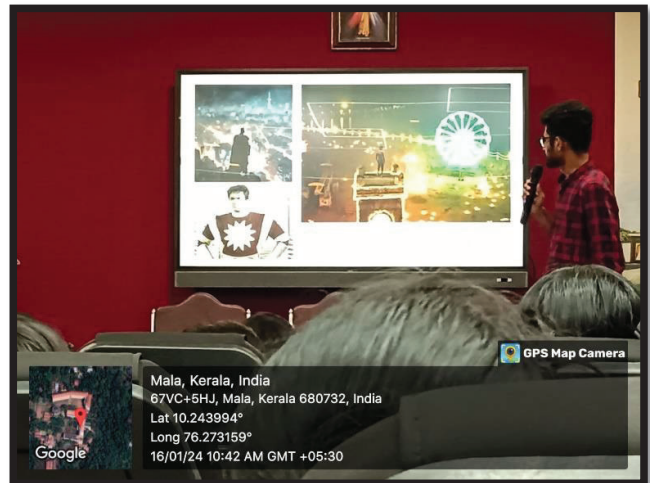 GPS Map Camera
Mala, Kerala, India
67VC+5HJ, Mala, Kerala 680732, India
Lat 10.243994°
Long 76.273159°
16/01/24 10:42 AM GMT +05:30
Google